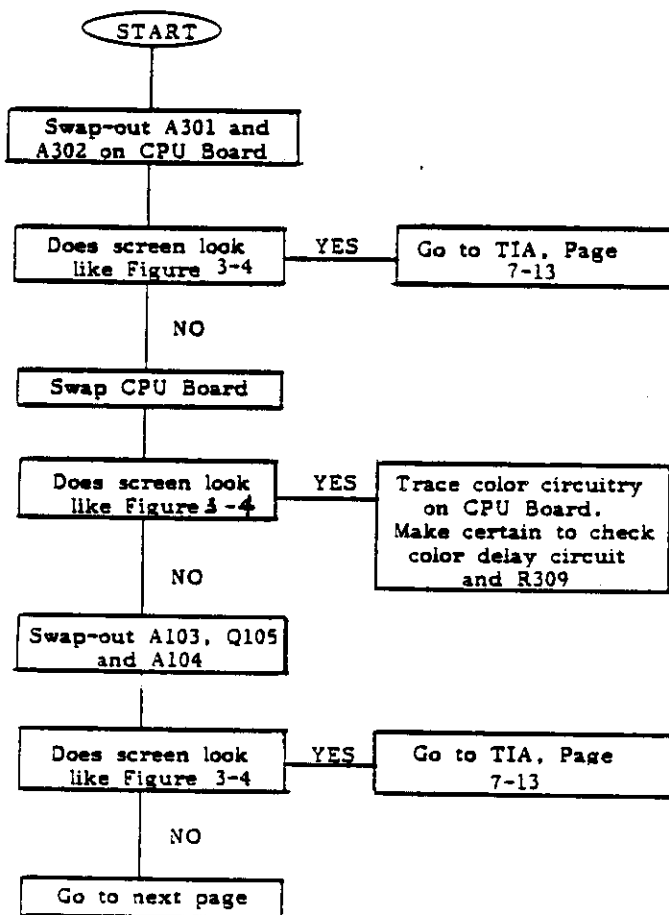 START
Swap-out A301 and
A302 on CPU Board
Does screen look
like Figure 3-4
YES
Go to TIA, Page
7-13
NO
Swap CPU Board
Does screen look
like Figure 3-4
YES
Trace color circuitry
on CPU Board.
Make certain to check
color delay circuit
and R309
NO
Swap-out A103, Q105
and A104
Does screen look
like Figure 3-4
YES
Go to TIA, Page
7-13
NO
Go to next page